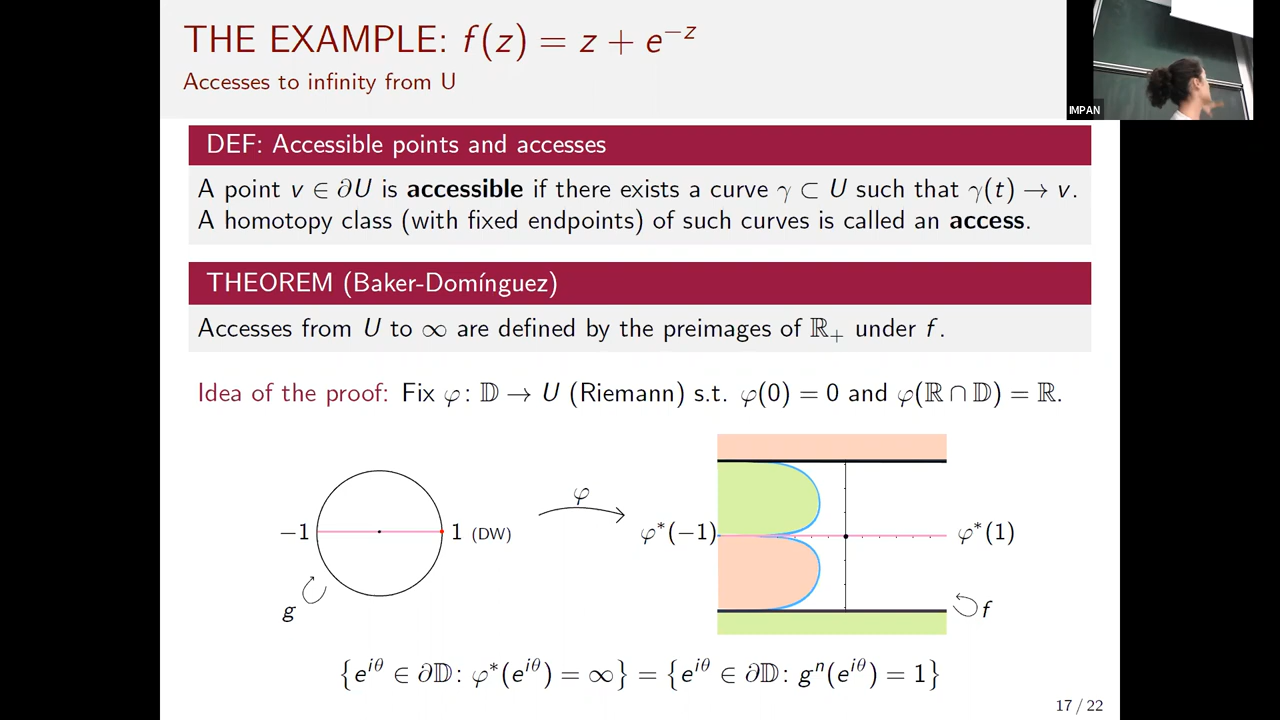 THE EXAMPLE: f(z) = z + e^{−z}
Accesses to infinity from U
IMPAN
DEF: Accessible points and accesses
A point v ∈ ∂U is accessible if there exists a curve γ ⊂ U such that γ(t) → v.
A homotopy class (with fixed endpoints) of such curves is called an access.
THEOREM (Baker-Domínguez)
Accesses from U to ∞ are defined by the preimages of ℝ₊ under f.
Idea of the proof: Fix φ: 𝔻 → U (Riemann) s.t. φ(0) = 0 and φ(ℝ ∩ 𝔻) = ℝ.
φ
−1
1 (DW)
φ*(−1)
φ*(1)
g
f
{e^{iθ} ∈ ∂𝔻: φ*(e^{iθ}) = ∞} = {e^{iθ} ∈ ∂𝔻: gⁿ(e^{iθ}) = 1}
17 / 22